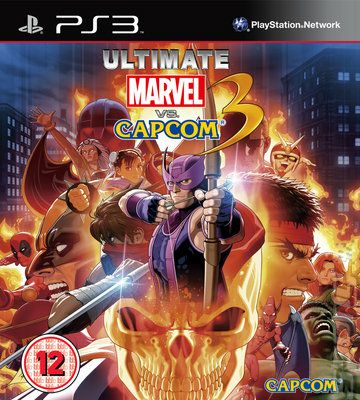 PS3
PlayStation®Network
ULTIMATE
MARVEL
VS.
CAPCOM® 3
12
CAPCOM®